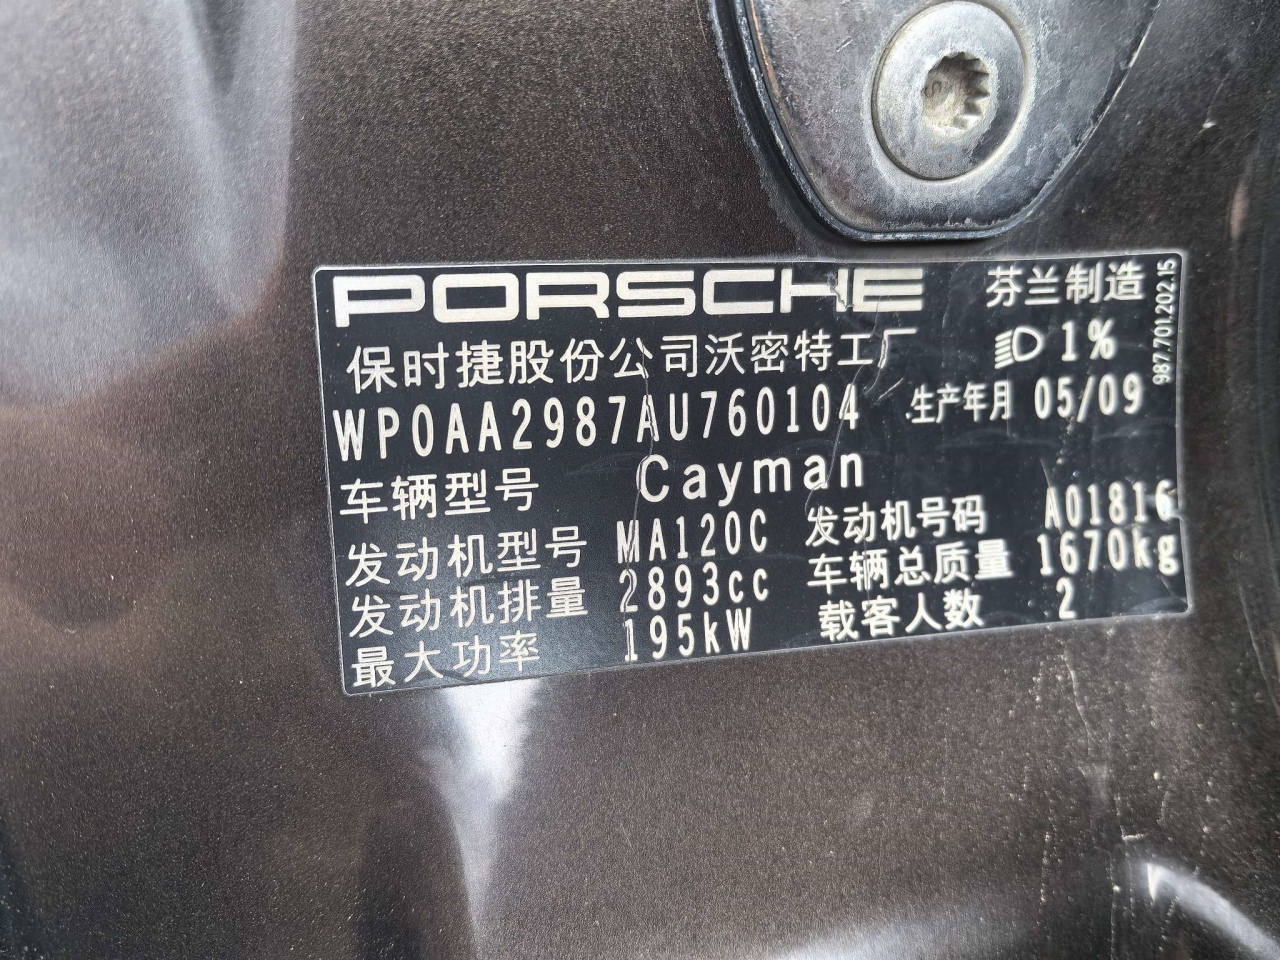 PORSCHE 芬兰制造
保时捷股份公司沃密特工厂 1%
WP0AA2987AU760104 生产年月 05/09
车辆型号 Cayman
发动机型号 MA120C 发动机号码 A01816
发动机排量 2893cc 车辆总质量 1670kg
最大功率 195kW 载客人数 2
987.701.202.15